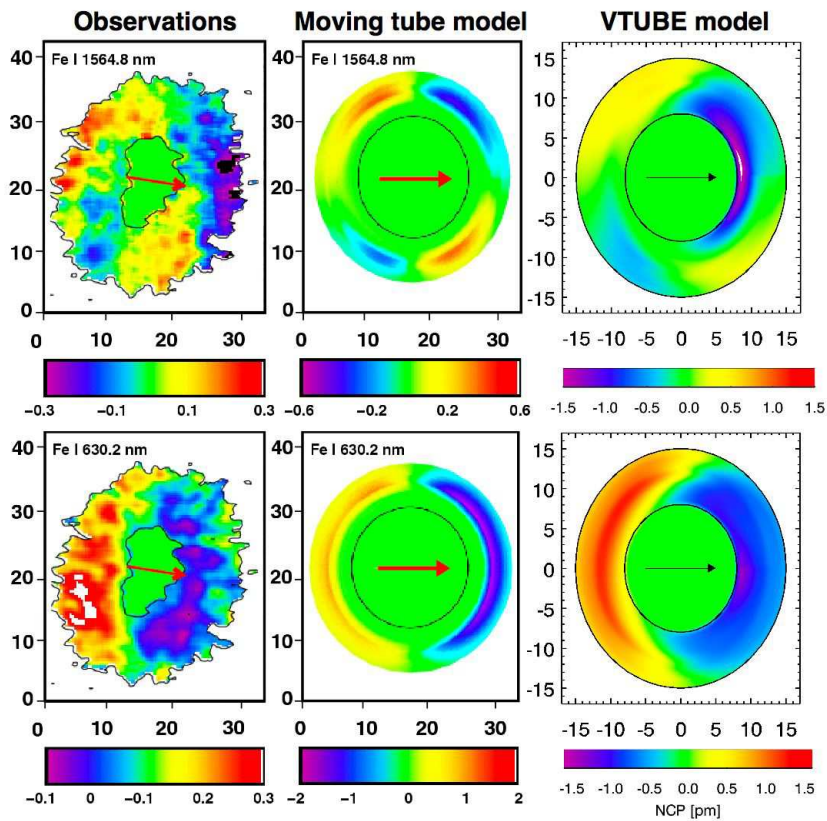 Observations Moving tube model VTUBE model
40 Fe I 1564.8 nm 40 Fe I 1564.8 nm 15
10
30 30
5
20 20 0
-5
10 10
-10
-15
0 0
0 10 20 30 0 10 20 30 -15 -10 -5 0 5 10 15
-0.3 -0.1 0.1 0.3 -0.6 -0.2 0.2 0.6 -1.5 -1.0 -0.5 0.0 0.5 1.0 1.5
40 Fe I 630.2 nm 40 Fe I 630.2 nm 15
10
30 30
5
20 20 0
-5
10 10
-10
-15
0 0
0 10 20 30 0 10 20 30 -15 -10 -5 0 5 10 15
-0.1 0 -0.1 0.3 -2 -1 0 1 2 -1.5 -1.0 -0.5 0.0 0.5 1.0 1.5
NCP [pm]